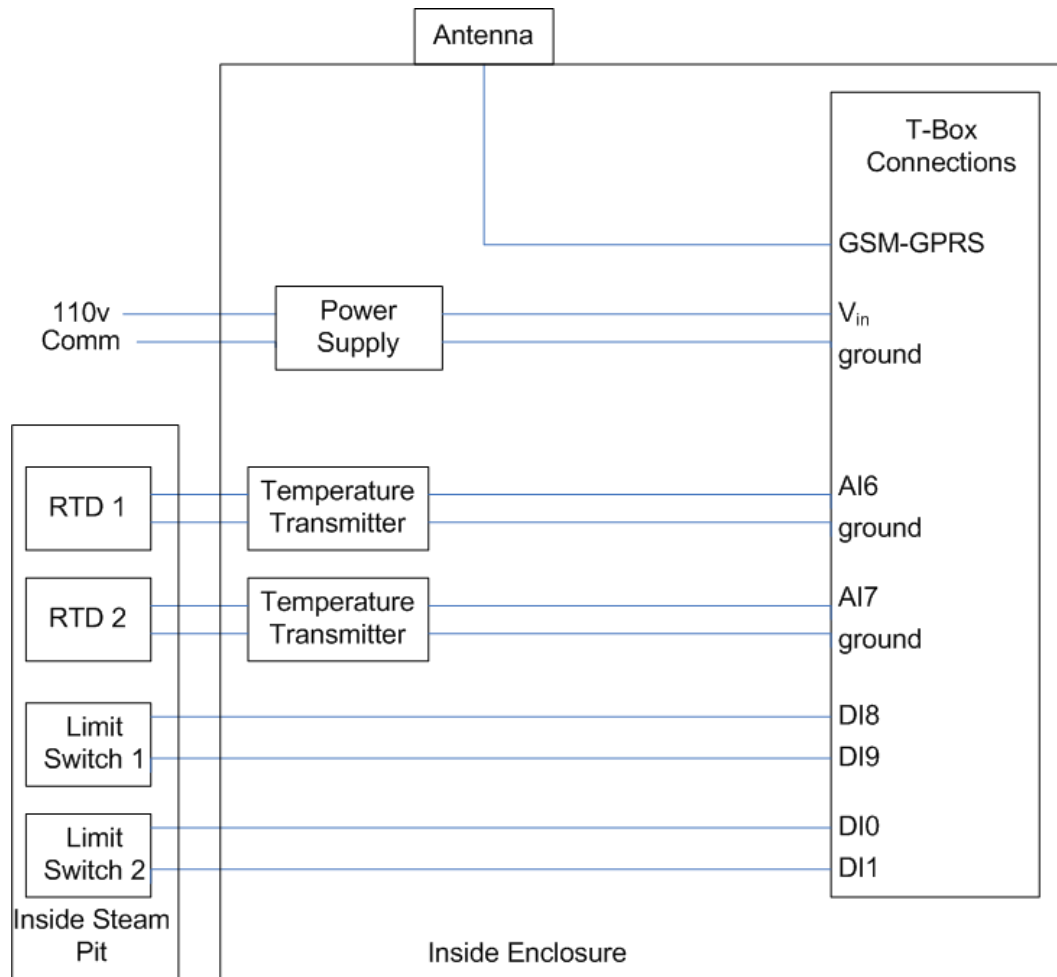 Antenna
T-Box
Connections
GSM-GPRS
110v
Comm
Power
Supply
Vin
ground
RTD 1
Temperature
Transmitter
AI6
ground
RTD 2
Temperature
Transmitter
AI7
ground
Limit
Switch 1
DI8
DI9
Limit
Switch 2
DI0
DI1
Inside Steam
Pit
Inside Enclosure